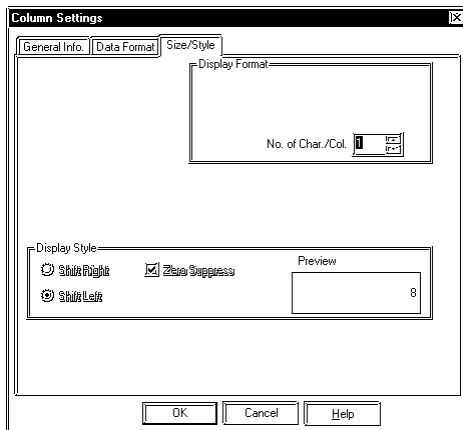 Column Settings
General Info. Data Format Size/Style
Display Format
No. of Char./Col. 1
Display Style
Shift Right Zero Suppress Preview
Shift Left 8
OK Cancel Help